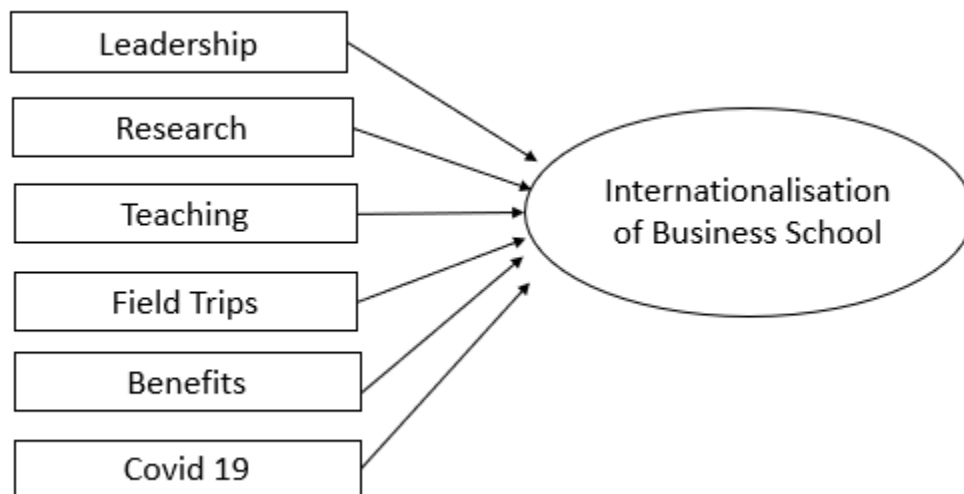 Leadership
Research
Teaching
Field Trips
Benefits
Covid 19
Internationalisation
of Business School